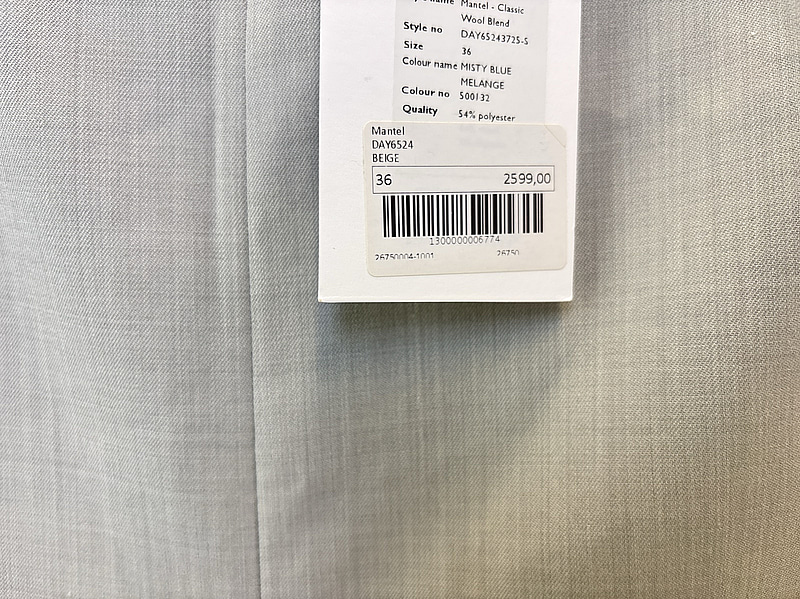 name Mantel - Classic
Wool Blend
Style no DAY65243725-S
Size 36
Colour name MISTY BLUE
MELANGE
Colour no 500132
Quality 54% polyester
Mantel
DAY6524
BEIGE
36 2599,00
1300000006774
26750004-1001 26750